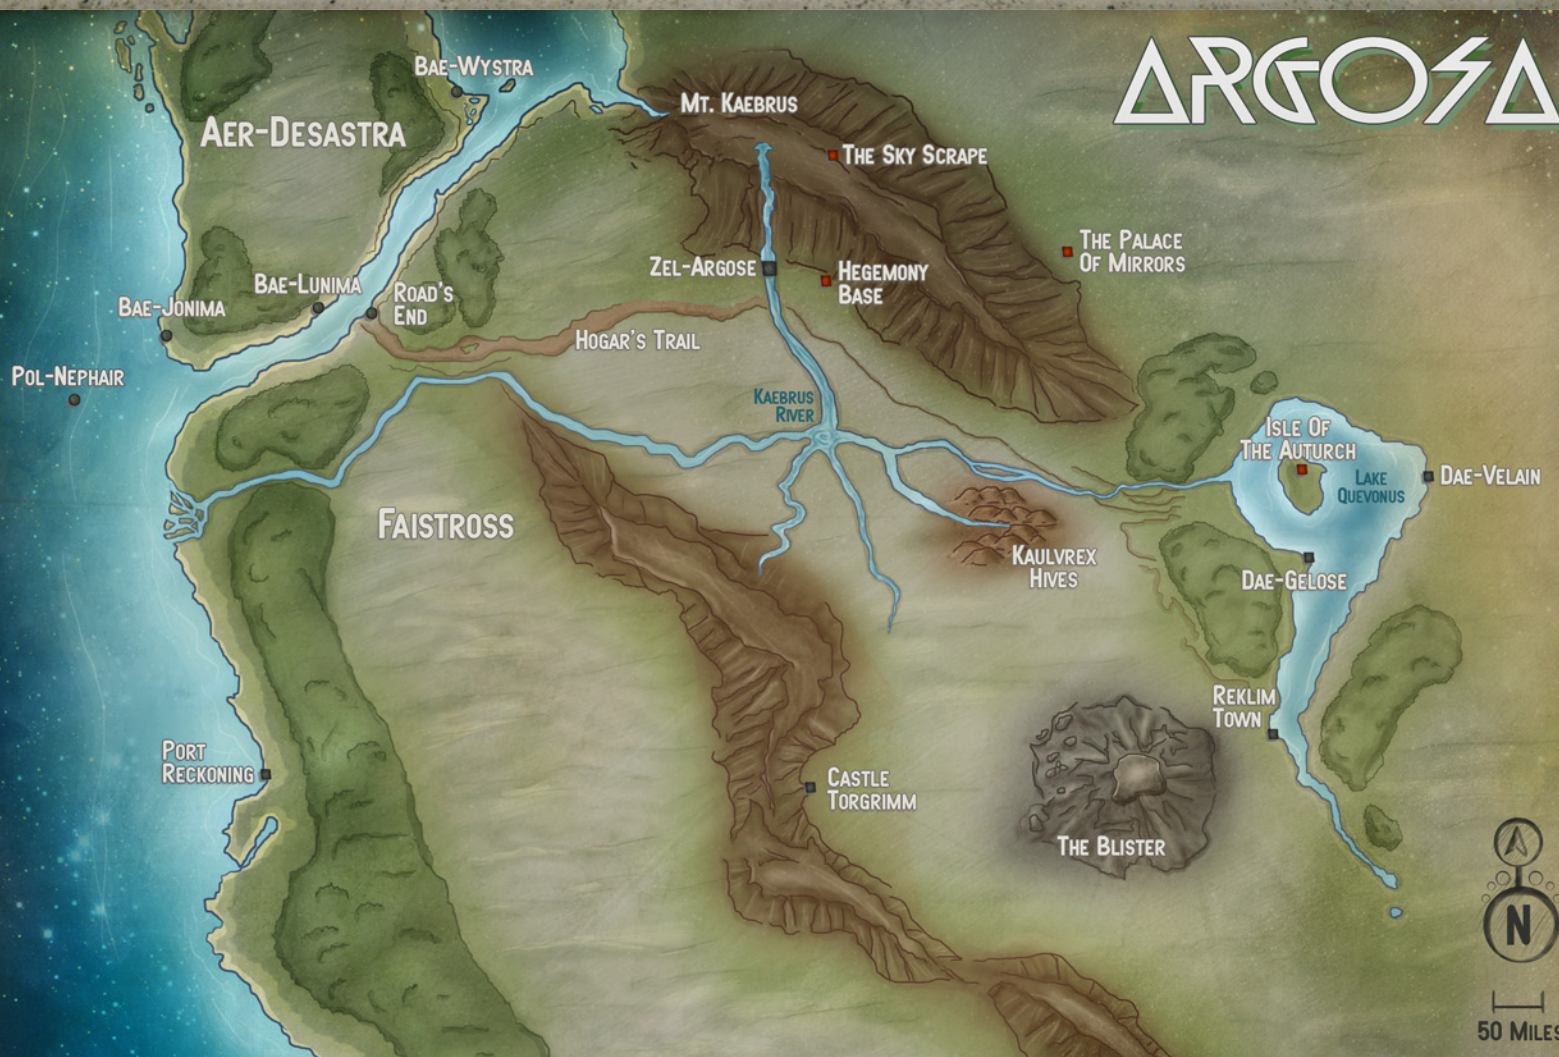 ARGOSA
BAE-WYSTRA
MT. KAEBRUS
AER-DESASTRA
THE SKY SCRAPE
THE PALACE
OF MIRRORS
ZEL-ARGOSE
HEGEMONY
BASE
BAE-LUNIMA
ROAD'S
END
BAE-JONIMA
HOGAR'S TRAIL
POL-NEPHAIR
KAEBRUS
RIVER
ISLE OF
THE AUTURCH
LAKE
QUEVONUS
DAE-VELAIN
FAISTROSS
KAULVREX
HIVES
DAE-GELOSE
REKLIM
TOWN
PORT
RECKONING
CASTLE
TORGRIMM
THE BLISTER
N
50 MILES